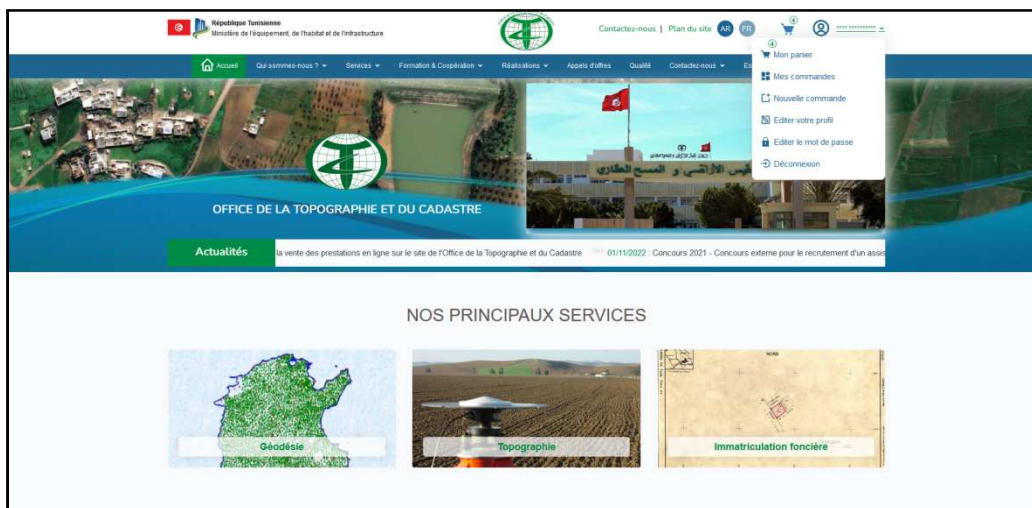 République Tunisienne
Ministère de l'équipement, de l'habitat et de l'infrastructure
Contactez-nous | Plan du site AR FR 4
4
Mon panier
Mes commandes
Nouvelle commande
Editer votre profil
Editer le mot de passe
Déconnexion
Accueil Qui sommes-nous ? Services Formation & Coopération Réalisations Appels d'offres Qualité Contactez-nous
OFFICE DE LA TOPOGRAPHIE ET DU CADASTRE
Actualités la vente des prestations en ligne sur le site de l'Office de la Topographie et du Cadastre 01/11/2022 : Concours 2021 - Concours externe pour le recrutement d'un assis
NOS PRINCIPAUX SERVICES
Géodésie
Topographie
NORD
Immatriculation foncière